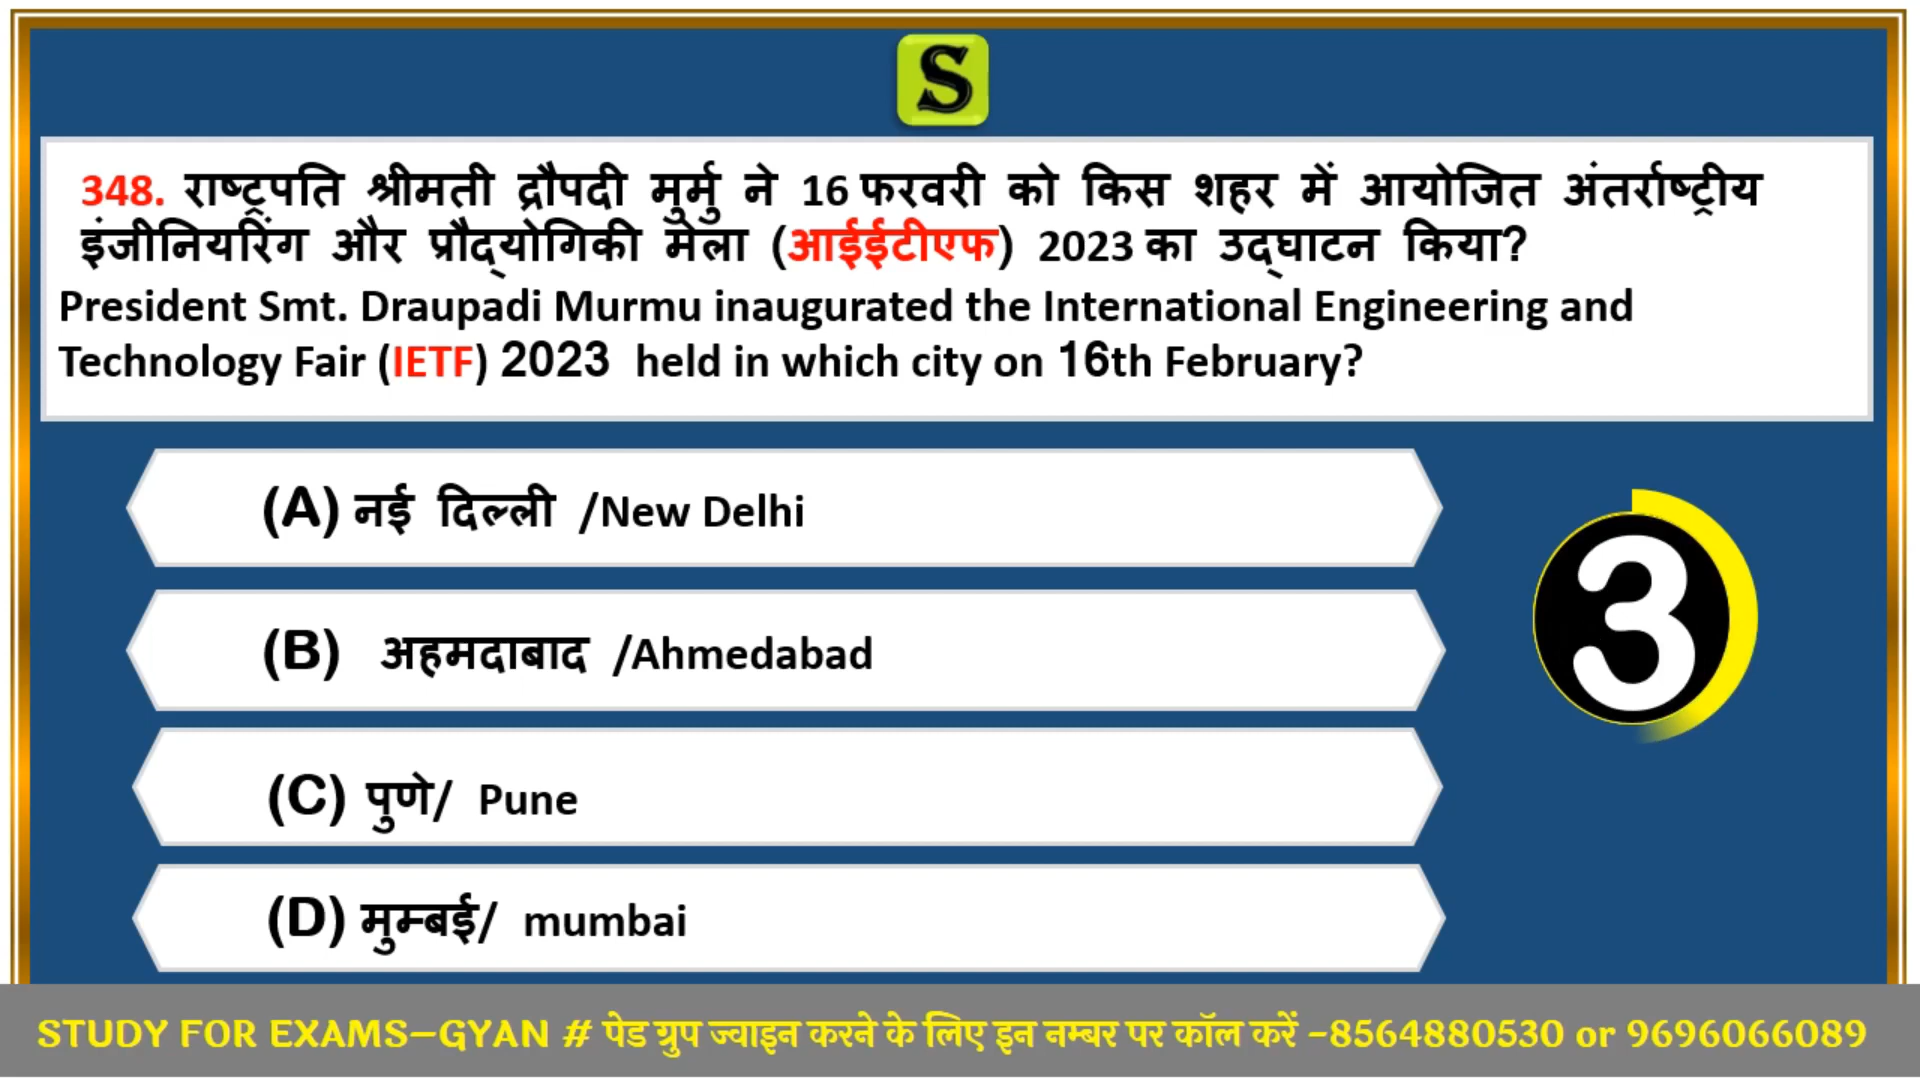 S
348. राष्ट्रपति श्रीमती द्रौपदी मुर्मु ने 16 फरवरी को किस शहर में आयोजित अंतर्राष्ट्रीय
इंजीनियरिंग और प्रौद्योगिकी मेला (आईईटीएफ) 2023 का उद्घाटन किया?
President Smt. Draupadi Murmu inaugurated the International Engineering and
Technology Fair (IETF) 2023 held in which city on 16th February?
(A) नई दिल्ली /New Delhi
(B) अहमदाबाद /Ahmedabad
3
(C) पुणे/ Pune
(D) मुम्बई/ mumbai
STUDY FOR EXAMS-GYAN # पेड ग्रुप ज्वाइन करने के लिए इन नम्बर पर कॉल करें -8564880530 or 9696066089